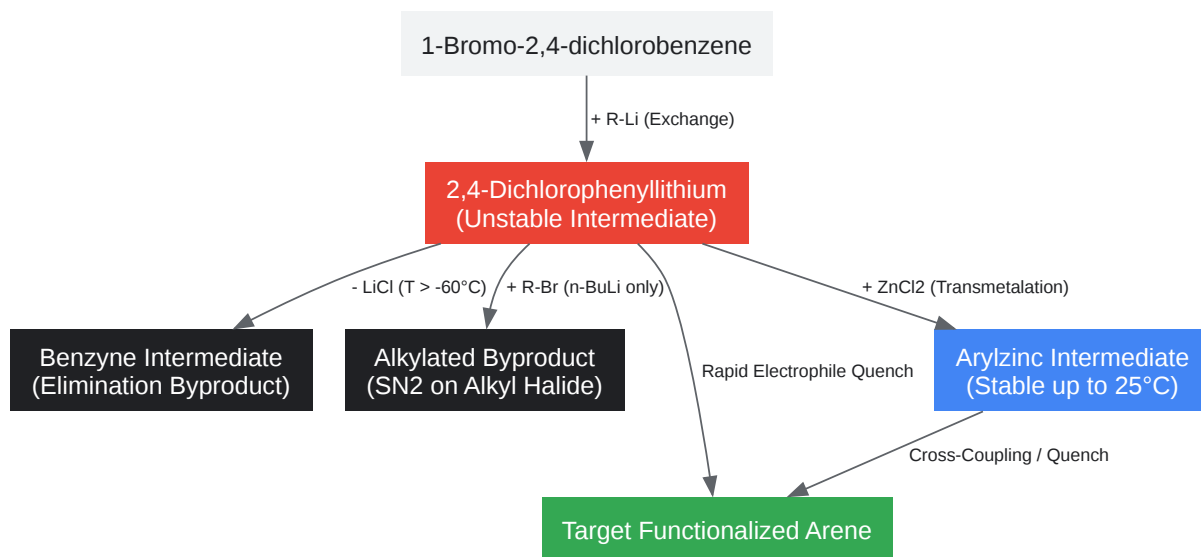 1-Bromo-2,4-dichlorobenzene
+ R-Li (Exchange)
2,4-Dichlorophenyllithium
(Unstable Intermediate)
- LiCl (T > -60°C)
+ R-Br (n-BuLi only)
+ ZnCl2 (Transmetalation)
Benzyne Intermediate
(Elimination Byproduct)
Alkylated Byproduct
(SN2 on Alkyl Halide)
Rapid Electrophile Quench
Arylzinc Intermediate
(Stable up to 25°C)
Cross-Coupling / Quench
Target Functionalized Arene